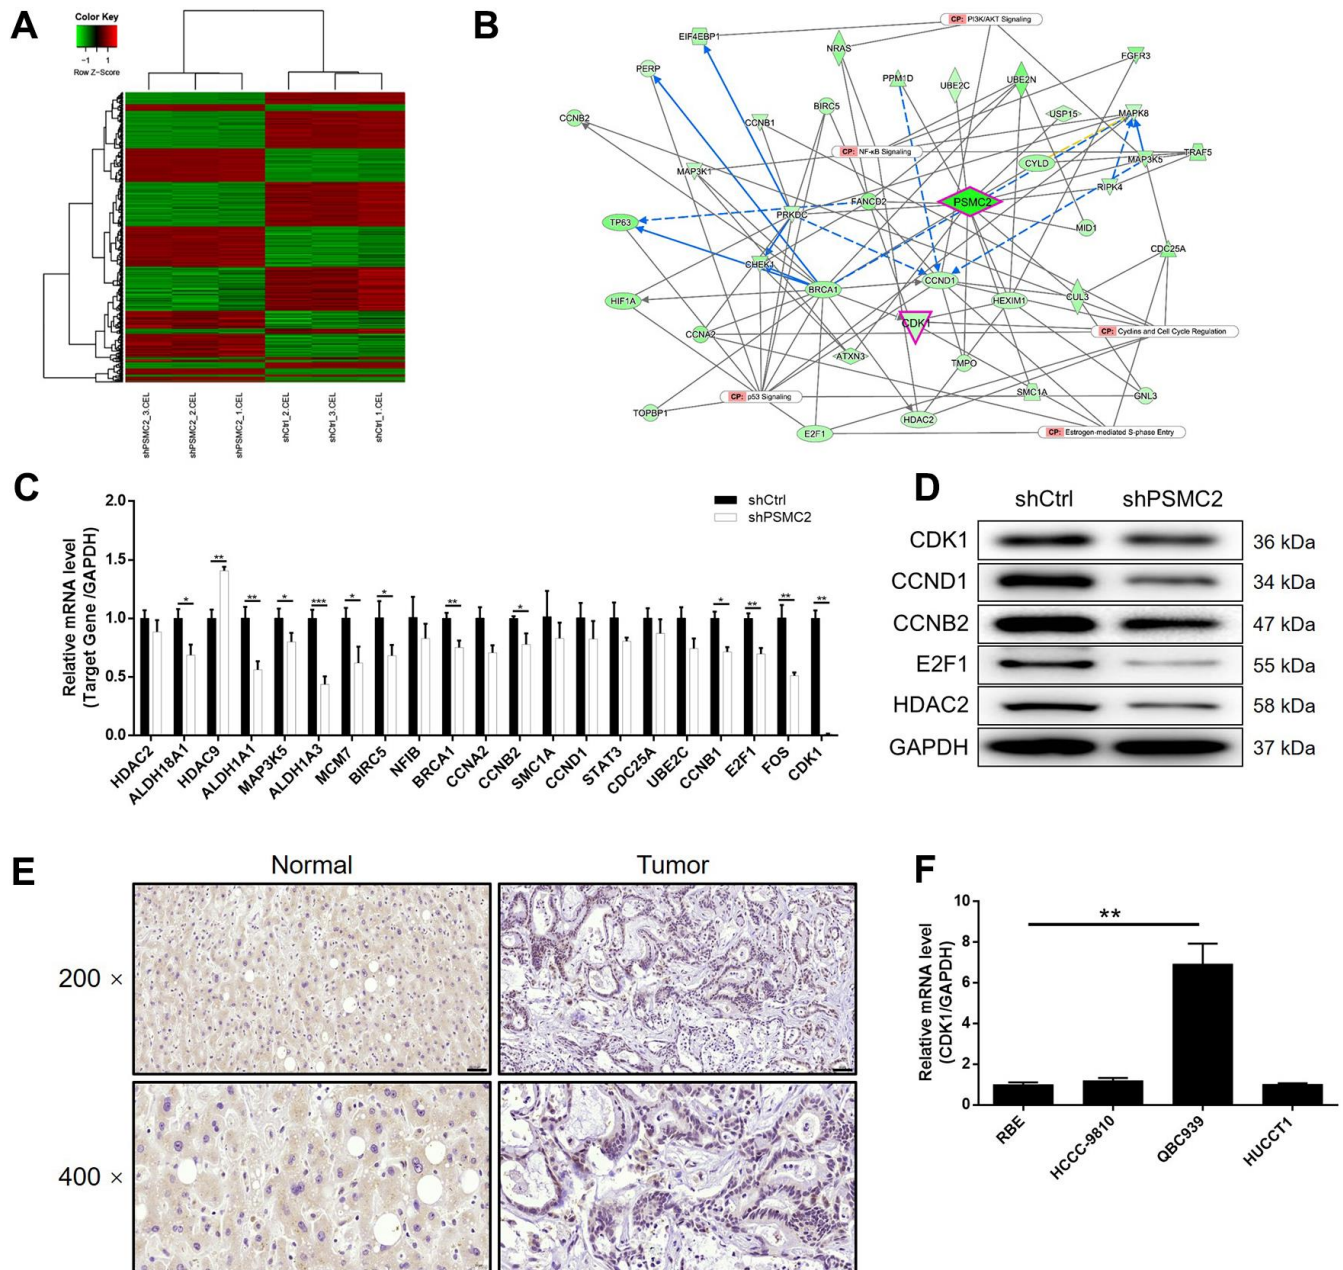 A
Color Key
−1 1
Row Z-Score
shPSMC2_3.CEL
shPSMC2_2.CEL
shPSMC2_1.CEL
shCtrl_2.CEL
shCtrl_3.CEL
shCtrl_1.CEL
B
CP: PI3K/AKT Signaling
EIF4EBP1
NRAS
FGFR3
PERP
PPM1D
UBE2C
UBE2N
CCNB2
CCNB1
BIRC5
USP15
MAPK8
CP: NF-κB Signaling
TRAF5
MAP3K1
CYLD
MAP3K5
RIPK4
TP63
PRKDC
FANCD2
PSMC2
MID1
CDC25A
CHEK1
BRCA1
CCND1
HIF1A
HEXIM1
CUL3
CCNA2
CDK1
CP: Cyclins and Cell Cycle Regulation
ATXN3
TMPO
CP: p53 Signaling
SMC1A
GNL3
TOPBP1
HDAC2
E2F1
CP: Estrogen-mediated S-phase Entry
C
Relative mRNA level
(Target Gene /GAPDH)
2.0
1.5
1.0
0.5
0.0
shCtrl
shPSMC2
* ** ** * *** * * ** * * ** ** **
HDAC2
ALDH18A1
HDAC9
ALDH1A1
MAP3K5
ALDH1A3
MCM7
BIRC5
NFIB
BRCA1
CCNA2
CCNB2
SMC1A
CCND1
STAT3
CDC25A
UBE2C
CCNB1
E2F1
FOS
CDK1
D
shCtrl shPSMC2
CDK1 36 kDa
CCND1 34 kDa
CCNB2 47 kDa
E2F1 55 kDa
HDAC2 58 kDa
GAPDH 37 kDa
E
Normal Tumor
200 ×
400 ×
F
Relative mRNA level
(CDK1/GAPDH)
10
8
6
4
2
0
**
RBE
HCCC-9810
QBC939
HUCCT1